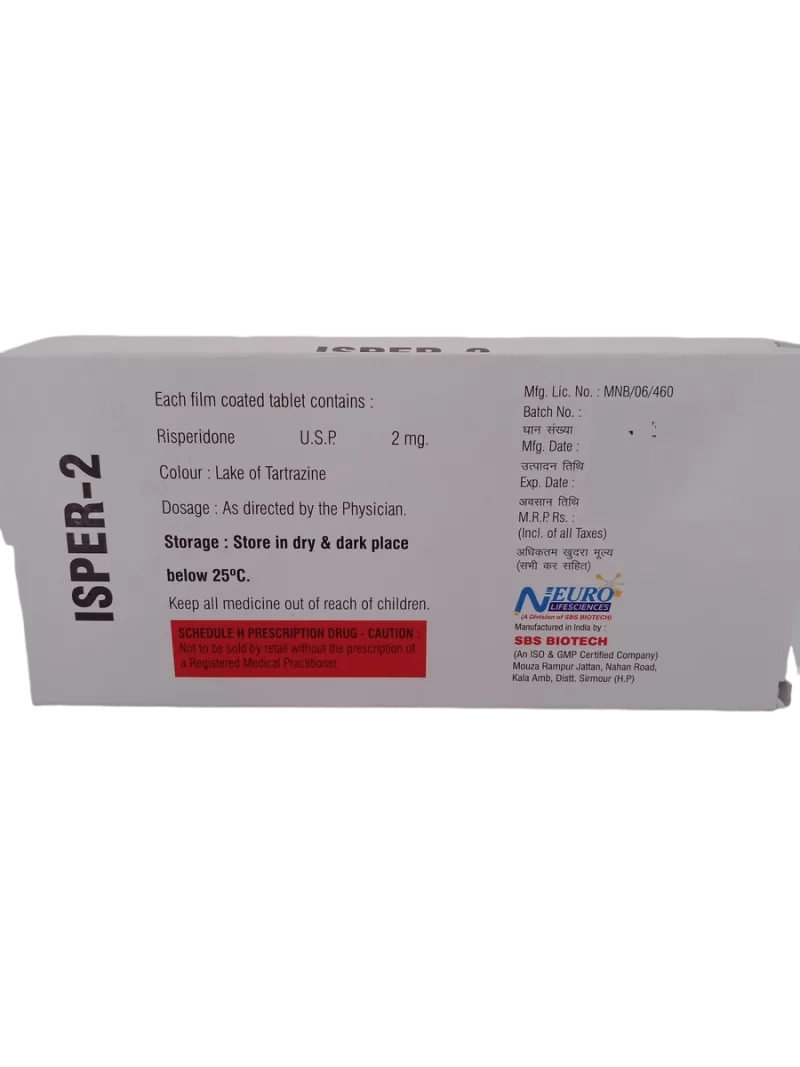 ISPER-2
ISPER-2
Each film coated tablet contains :
Risperidone U.S.P. 2 mg.
Colour : Lake of Tartrazine
Dosage : As directed by the Physician.
Storage : Store in dry & dark place
below 25ºC.
Keep all medicine out of reach of children.
SCHEDULE H PRESCRIPTION DRUG - CAUTION :
Not to be sold by retail without the prescription of
a Registered Medical Practitioner.
Mfg. Lic. No. : MNB/06/460
Batch No. :
घान संख्या
Mfg. Date :
उत्पादन तिथि
Exp. Date :
अवसान तिथि
M.R.P. Rs. :
(Incl. of all Taxes)
अधिकतम खुदरा मूल्य
(सभी कर सहित)
NEURO
LIFESCIENCES
(A Division of SBS BIOTECH)
Manufactured in India by :
SBS BIOTECH
(An ISO & GMP Certified Company)
Mouza Rampur Jattan, Nahan Road,
Kala Amb, Distt. Sirmour (H.P)